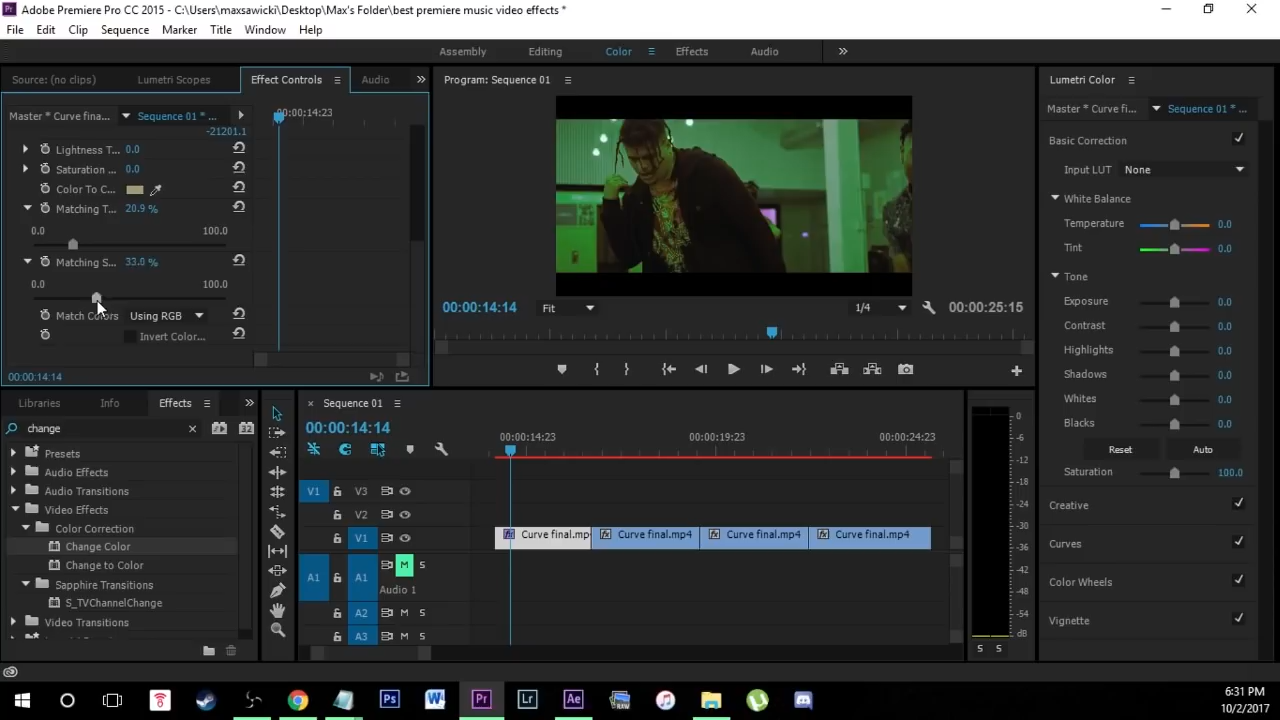 Adobe Premiere Pro CC 2015 - C:\Users\maxsawicki\Desktop\Max's Folder\best premiere music video effects *
File Edit Clip Sequence Marker Title Window Help
Assembly Editing Color Effects Audio
Source: (no clips) Lumetri Scopes Effect Controls Audio
Master * Curve fina... Sequence 01 * ... 00:00:14:23
-21201.1
Lightness T... 0.0
Saturation ... 0.0
Color To C...
Matching T... 20.9 %
0.0 100.0
Matching S... 33.0 %
0.0 100.0
Match Colors Using RGB
Invert Color...
00:00:14:14
Program: Sequence 01
00:00:14:14 Fit 1/4 00:00:25:15
Lumetri Color
Master * Curve fi... Sequence 01 * ...
Basic Correction
Input LUT None
White Balance
Temperature 0.0
Tint 0.0
Tone
Exposure 0.0
Contrast 0.0
Highlights 0.0
Shadows 0.0
Whites 0.0
Blacks 0.0
Reset Auto
Saturation 100.0
Creative
Curves
Color Wheels
Vignette
Libraries Info Effects
change
Presets
Audio Effects
Audio Transitions
Video Effects
Color Correction
Change Color
Change to Color
Sapphire Transitions
S_TVChannelChange
Video Transitions
× Sequence 01
00:00:14:14
00:00:14:23 00:00:19:23 00:00:24:23
V1 V3
V2
V1 Curve final.mp Curve final.mp4 Curve final.mp4 Curve final.mp4
A1 A1 M S
Audio 1
A2 M S
A3 M S
0
-6
-12
-18
-24
-30
-36
-42
-48
-54
dB
S S
Ps W Pr Lr Ae
6:31 PM
10/2/2017